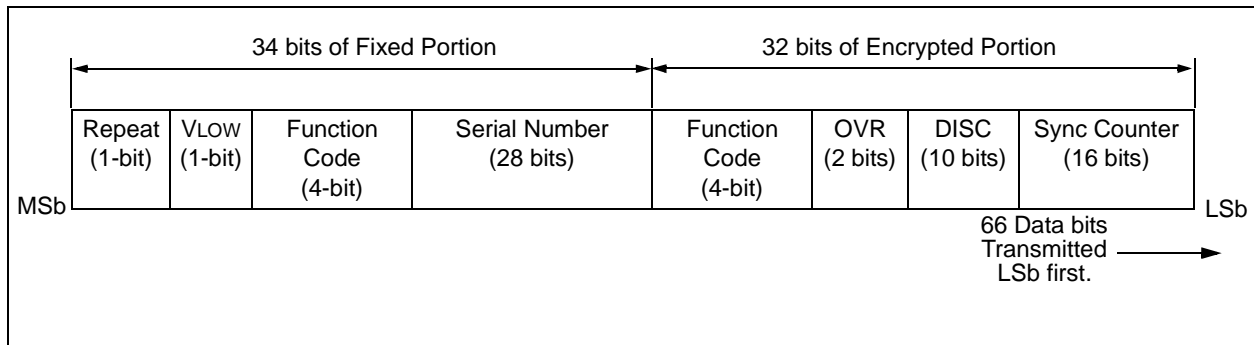 34 bits of Fixed Portion
32 bits of Encrypted Portion
Repeat
(1-bit)
VLOW
(1-bit)
Function
Code
(4-bit)
Serial Number
(28 bits)
Function
Code
(4-bit)
OVR
(2 bits)
DISC
(10 bits)
Sync Counter
(16 bits)
MSb
LSb
66 Data bits
Transmitted
LSb first.